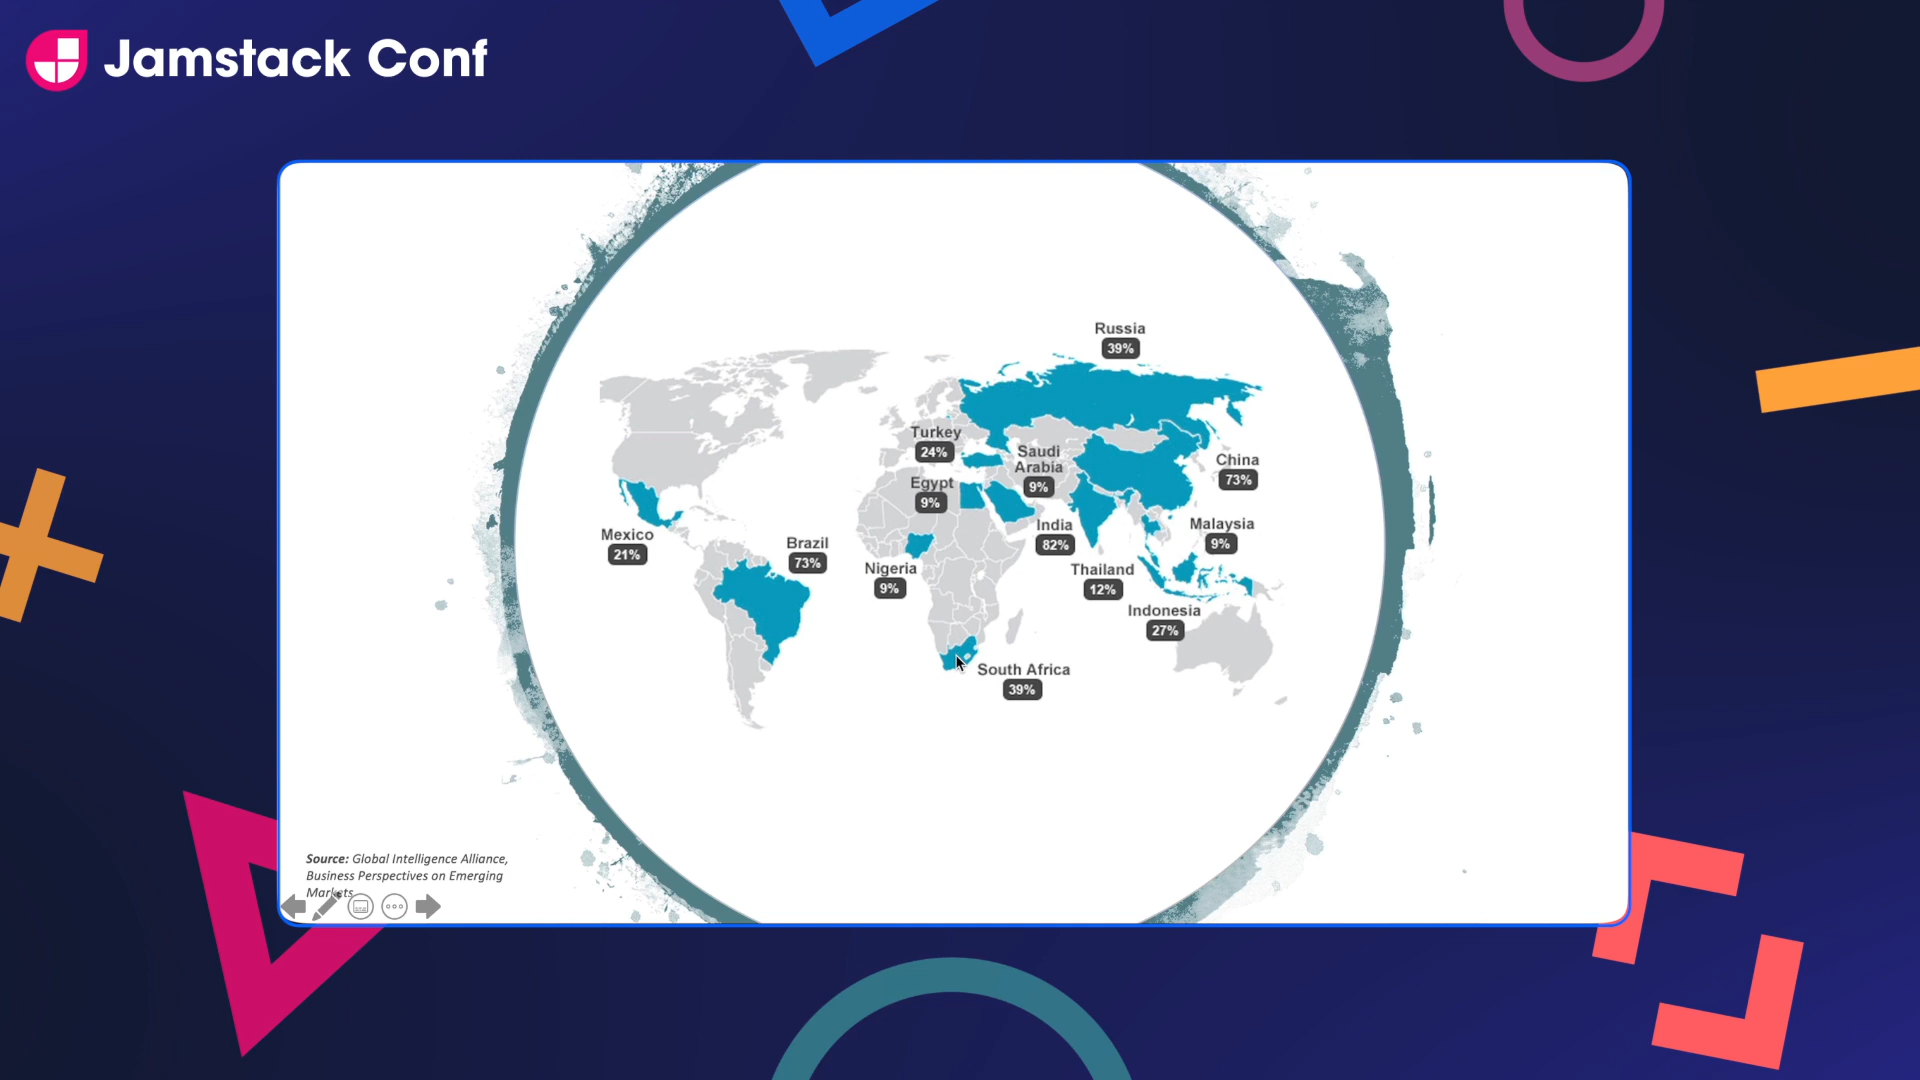 Jamstack Conf
Russia
39%
Turkey
24%
Saudi
Arabia
9%
China
73%
Egypt
9%
India
82%
Malaysia
9%
Mexico
21%
Brazil
73%
Nigeria
9%
Thailand
12%
Indonesia
27%
South Africa
39%
Source: Global Intelligence Alliance,
Business Perspectives on Emerging
Markets